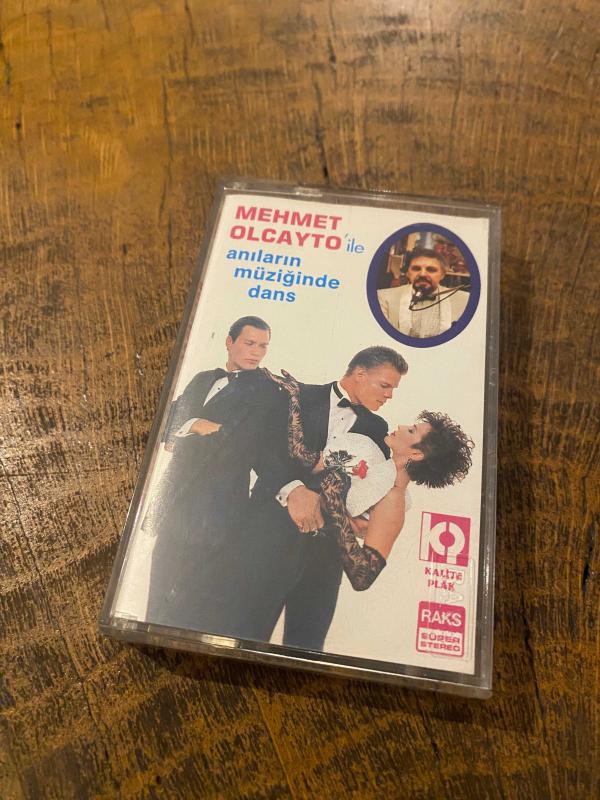 MEHMET
OLCAYTO'ile
anıların
müziğinde
dans
KALİTE
PLAK
RAKS
SÜPER
STEREO